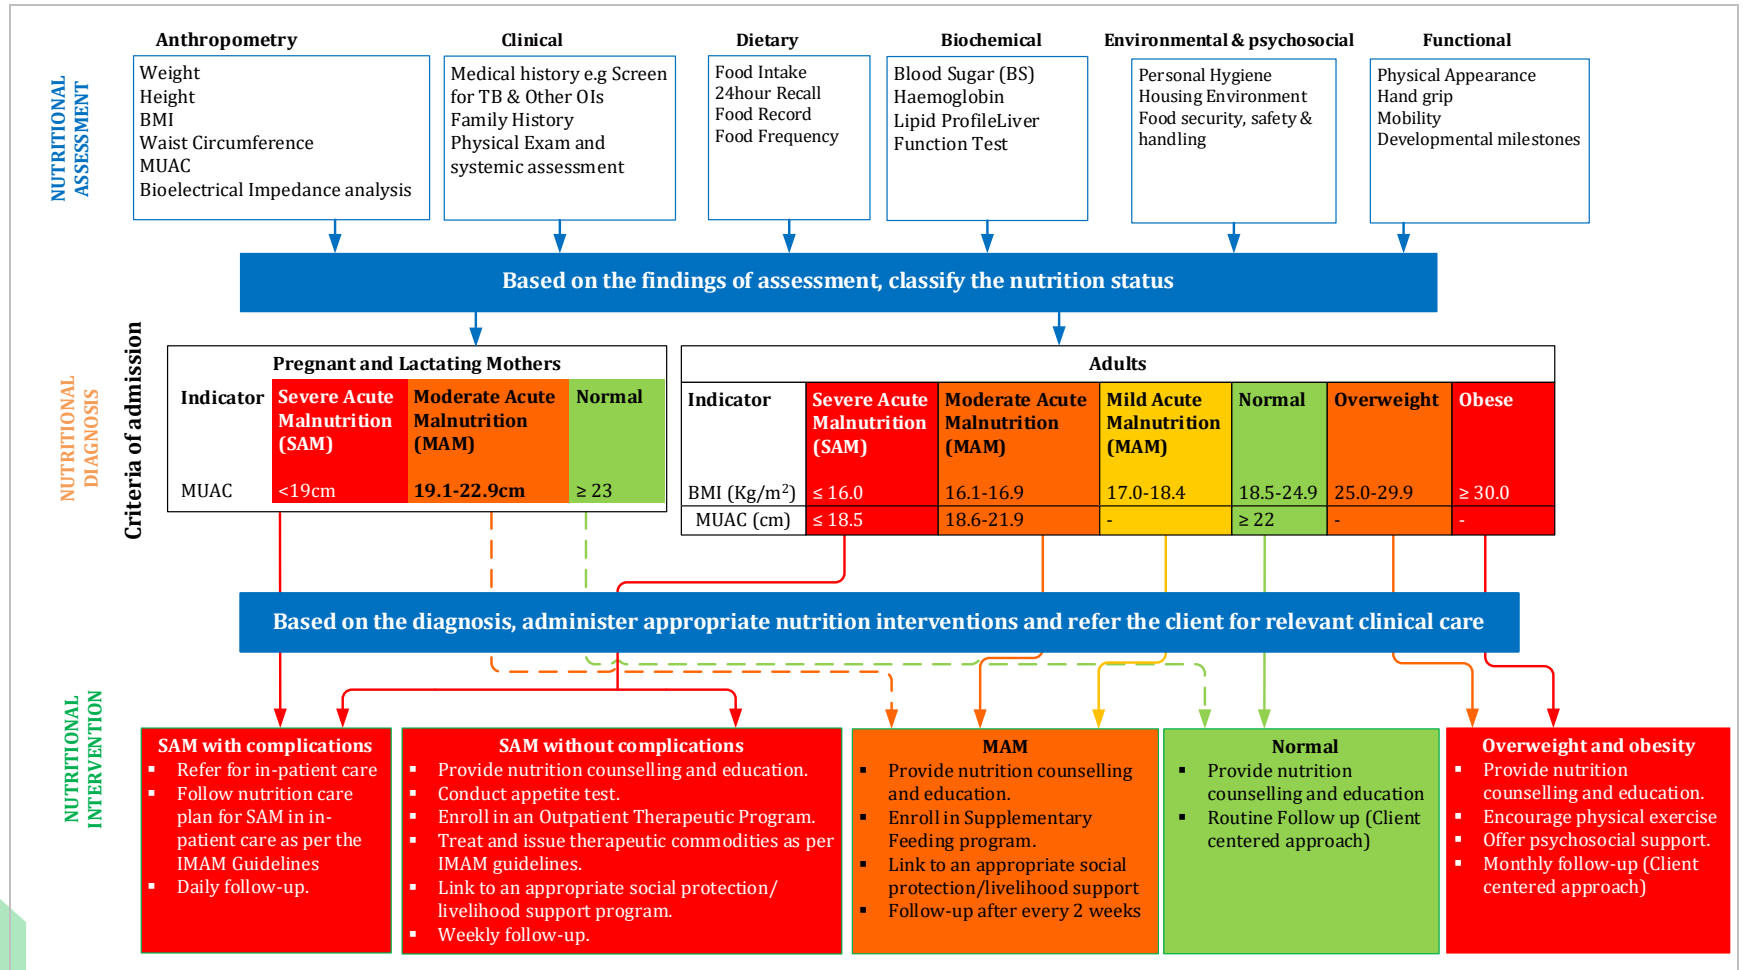 Anthropometry
Weight
Height
BMI
Waist Circumference
MUAC
Bioelectrical Impedance analysis
Clinical
Medical history e.g Screen
for TB & Other OIs
Family History
Physical Exam and
systemic assessment
Dietary
Food Intake
24hour Recall
Food Record
Food Frequency
Biochemical
Blood Sugar (BS)
Haemoglobin
Lipid ProfileLiver
Function Test
Environmental & psychosocial
Personal Hygiene
Housing Environment
Food security, safety &
handling
Functional
Physical Appearance
Hand grip
Mobility
Developmental milestones
NUTRITIONAL
ASSESSMENT
Based on the findings of assessment, classify the nutrition status
NUTRITIONAL
DIAGNOSIS
Criteria of admission
Pregnant and Lactating Mothers
Indicator
Severe Acute
Malnutrition
(SAM)
Moderate Acute
Malnutrition
(MAM)
Normal
MUAC
<19cm
19.1-22.9cm
≥ 23
Adults
Indicator
Severe Acute
Malnutrition
(SAM)
Moderate Acute
Malnutrition
(MAM)
Mild Acute
Malnutrition
(MAM)
Normal
Overweight
Obese
BMI (Kg/m²)
≤ 16.0
16.1-16.9
17.0-18.4
18.5-24.9
25.0-29.9
≥ 30.0
MUAC (cm)
≤ 18.5
18.6-21.9
-
≥ 22
-
-
Based on the diagnosis, administer appropriate nutrition interventions and refer the client for relevant clinical care
NUTRITIONAL
INTERVENTION
SAM with complications
▪ Refer for in-patient care
▪ Follow nutrition care
plan for SAM in in-
patient care as per the
IMAM Guidelines
▪ Daily follow-up.
SAM without complications
▪ Provide nutrition counselling and education.
▪ Conduct appetite test.
▪ Enroll in an Outpatient Therapeutic Program.
▪ Treat and issue therapeutic commodities as per
IMAM guidelines.
▪ Link to an appropriate social protection/
livelihood support program.
▪ Weekly follow-up.
MAM
▪ Provide nutrition counselling
and education.
▪ Enroll in Supplementary
Feeding program.
▪ Link to an appropriate social
protection/livelihood support
▪ Follow-up after every 2 weeks
Normal
▪ Provide nutrition
counselling and education
▪ Routine Follow up (Client
centered approach)
Overweight and obesity
▪ Provide nutrition
counselling and education.
▪ Encourage physical exercise
▪ Offer psychosocial support.
▪ Monthly follow-up (Client
centered approach)